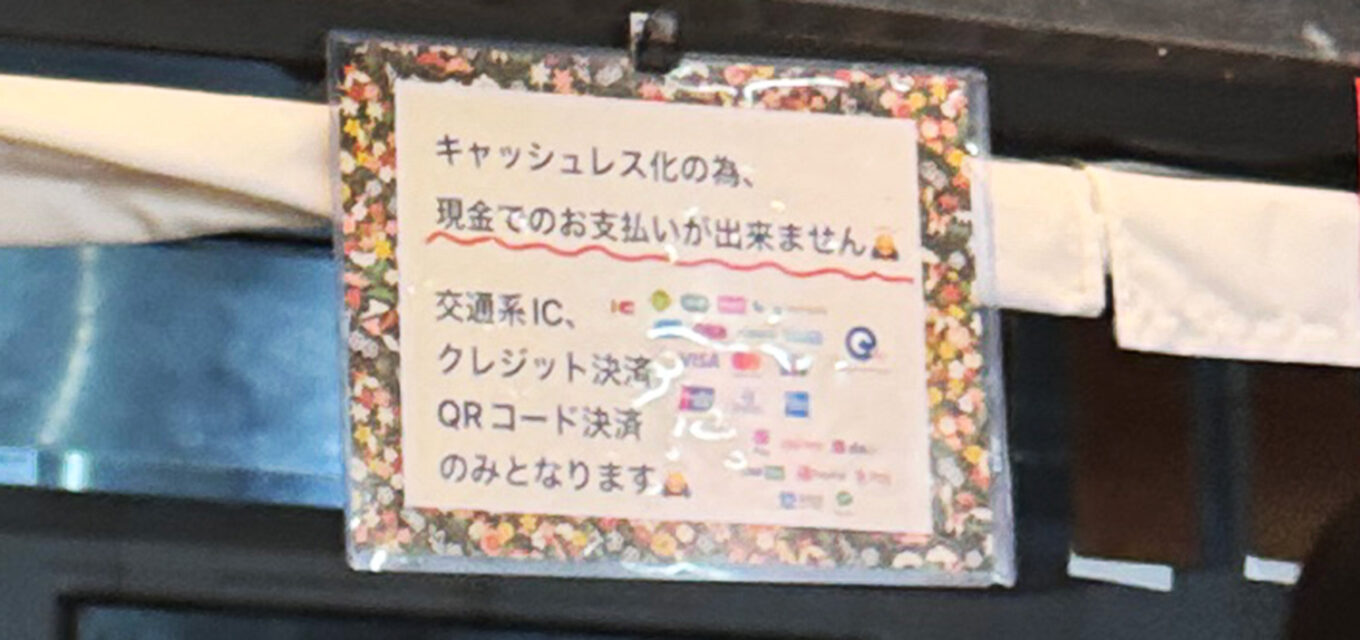 キャッシュレス化の為、
現金でのお支払いが出来ません🙇
交通系IC、
クレジット決済
QRコード決済
のみとなります🙇
VISA